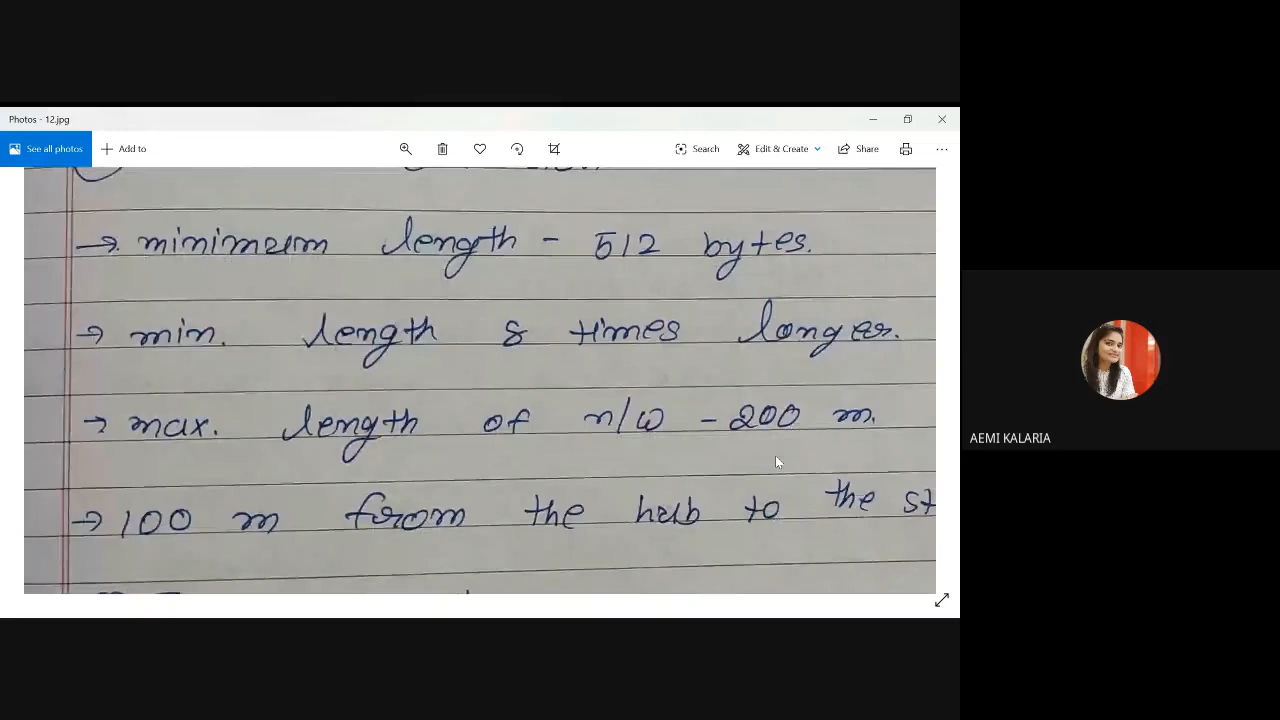 Photos - 12.jpg
See all photos
Add to
Search
Edit & Create
Share
→ minimum length - 512 bytes.
→ min. length 8 times longer.
→ max. length of n/w - 200 m.
→ 100 m from the hub to the st
AEMI KALARIA